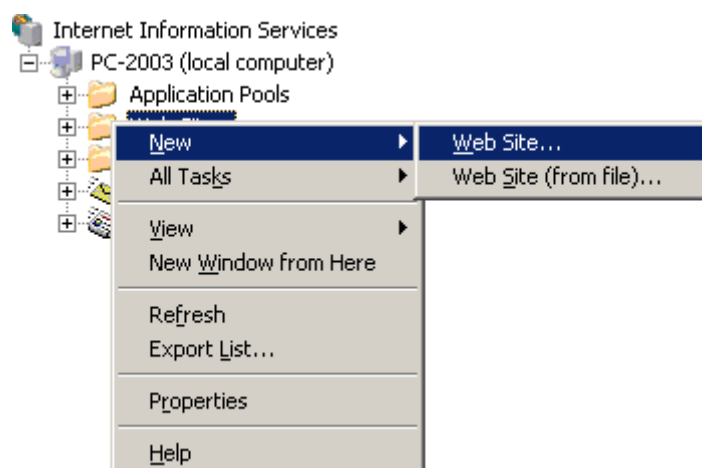 Internet Information Services
PC-2003 (local computer)
Application Pools
New
Web Site...
All Tasks
Web Site (from file)...
View
New Window from Here
Refresh
Export List...
Properties
Help